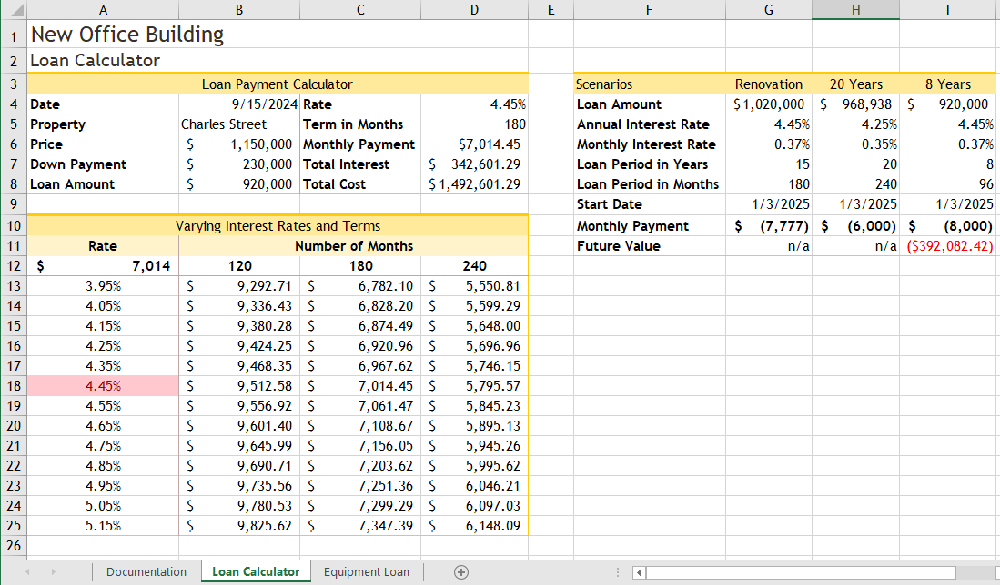 A B C D E F G H I
1 New Office Building
2 Loan Calculator
3 Loan Payment Calculator Scenarios Renovation 20 Years 8 Years
4 Date 9/15/2024 Rate 4.45% Loan Amount $1,020,000 $ 968,938 $ 920,000
5 Property Charles Street Term in Months 180 Annual Interest Rate 4.45% 4.25% 4.45%
6 Price $ 1,150,000 Monthly Payment $7,014.45 Monthly Interest Rate 0.37% 0.35% 0.37%
7 Down Payment $ 230,000 Total Interest $ 342,601.29 Loan Period in Years 15 20 8
8 Loan Amount $ 920,000 Total Cost $ 1,492,601.29 Loan Period in Months 180 240 96
9 Start Date 1/3/2025 1/3/2025 1/3/2025
10 Varying Interest Rates and Terms Monthly Payment $ (7,777) $ (6,000) $ (8,000)
11 Rate Number of Months Future Value n/a n/a ($392,082.42)
12 $ 7,014 120 180 240
13 3.95% $ 9,292.71 $ 6,782.10 $ 5,550.81
14 4.05% $ 9,336.43 $ 6,828.20 $ 5,599.29
15 4.15% $ 9,380.28 $ 6,874.49 $ 5,648.00
16 4.25% $ 9,424.25 $ 6,920.96 $ 5,696.96
17 4.35% $ 9,468.35 $ 6,967.62 $ 5,746.15
18 4.45% $ 9,512.58 $ 7,014.45 $ 5,795.57
19 4.55% $ 9,556.92 $ 7,061.47 $ 5,845.23
20 4.65% $ 9,601.40 $ 7,108.67 $ 5,895.13
21 4.75% $ 9,645.99 $ 7,156.05 $ 5,945.26
22 4.85% $ 9,690.71 $ 7,203.62 $ 5,995.62
23 4.95% $ 9,735.56 $ 7,251.36 $ 6,046.21
24 5.05% $ 9,780.53 $ 7,299.29 $ 6,097.03
25 5.15% $ 9,825.62 $ 7,347.39 $ 6,148.09
26
Documentation Loan Calculator Equipment Loan